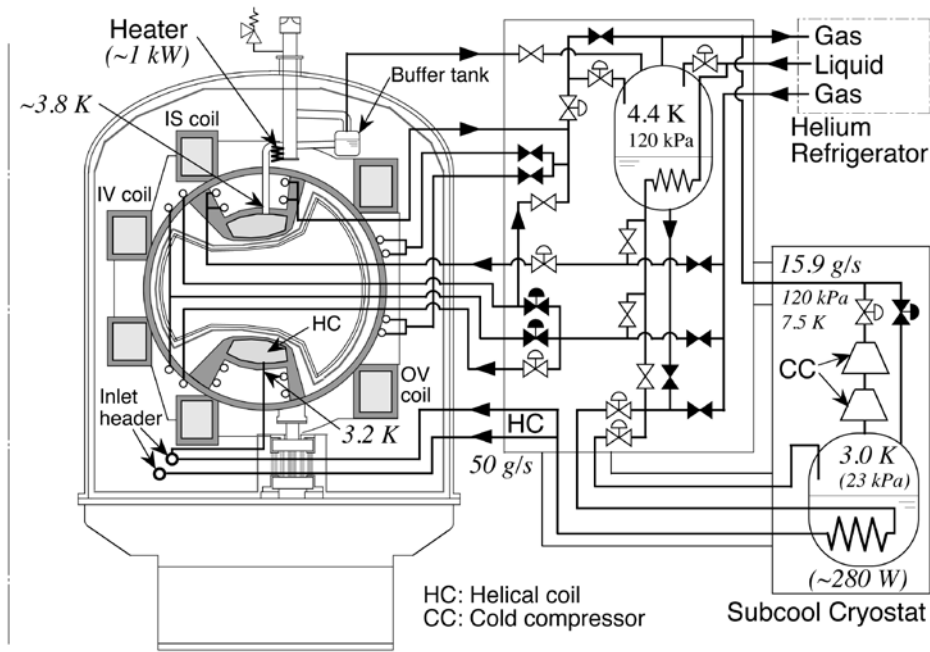 Heater
(~1 kW)
~3.8 K
Buffer tank
IS coil
IV coil
HC
OV
coil
Inlet
header
3.2 K
4.4 K
120 kPa
Gas
Liquid
Gas
Helium
Refrigerator
15.9 g/s
120 kPa
7.5 K
CC
HC
50 g/s
3.0 K
(23 kPa)
(~280 W)
HC: Helical coil
CC: Cold compressor
Subcool Cryostat